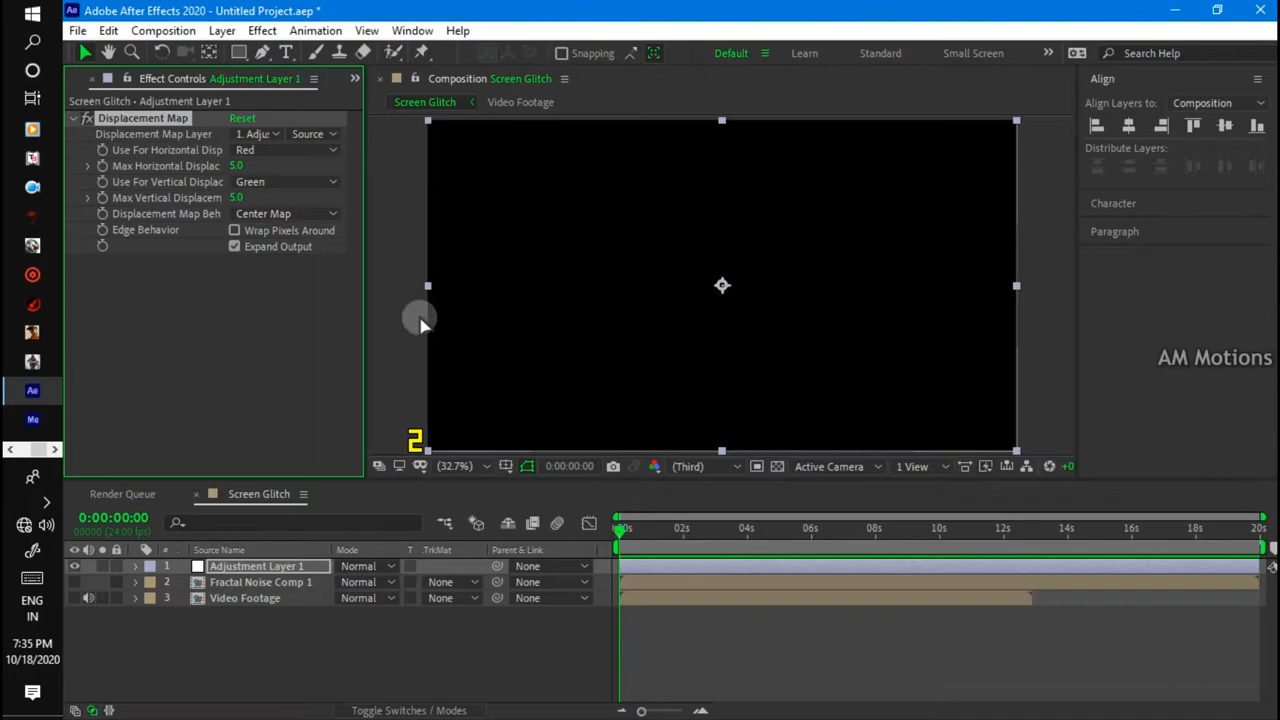 Adobe After Effects 2020 - Untitled Project.aep *
File Edit Composition Layer Effect Animation View Window Help
Snapping Default Learn Standard Small Screen Search Help
Effect Controls Adjustment Layer 1
Composition Screen Glitch
Align
Screen Glitch • Adjustment Layer 1
Screen Glitch Video Footage
Align Layers to: Composition
fx Displacement Map Reset
Displacement Map Layer 1. Adju: Source
Use For Horizontal Disp Red
Distribute Layers:
Max Horizontal Displac 5.0
Use For Vertical Displac Green
Max Vertical Displacem 5.0
Character
Displacement Map Beh Center Map
Edge Behavior Wrap Pixels Around
Paragraph
Expand Output
AM Motions
Ae
Me
2
(32.7%) 0:00:00:00 (Third) Active Camera 1 View +0
Render Queue Screen Glitch
0:00:00:00
00000 (24.00 fps)
00s 02s 04s 06s 08s 10s 12s 14s 16s 18s 20s
# Source Name Mode T .TrkMat Parent & Link
1 Adjustment Layer 1 Normal None
2 Fractal Noise Comp 1 Normal None None
3 Video Footage Normal None None
ENG
IN
7:35 PM
10/18/2020
Toggle Switches / Modes